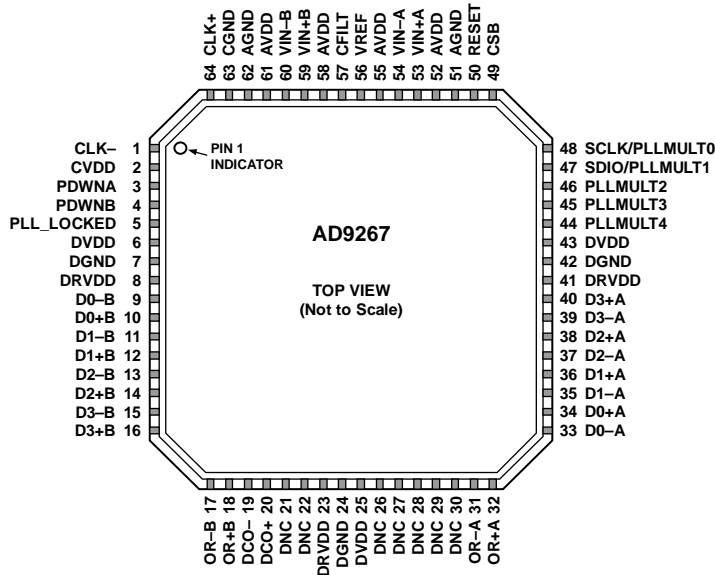 CLK+ 64
CGND 63
AGND 62
AVDD 61
VIN–B 60
VIN+B 59
AVDD 58
CFILT 57
VREF 56
AVDD 55
VIN–A 54
VIN+A 53
AVDD 52
AGND 51
RESET 50
CSB 49
CLK– 1
CVDD 2
PDWNA 3
PDWNB 4
PLL_LOCKED 5
DVDD 6
DGND 7
DRVDD 8
D0–B 9
D0+B 10
D1–B 11
D1+B 12
D2–B 13
D2+B 14
D3–B 15
D3+B 16
PIN 1
INDICATOR
AD9267
TOP VIEW
(Not to Scale)
48 SCLK/PLLMULT0
47 SDIO/PLLMULT1
46 PLLMULT2
45 PLLMULT3
44 PLLMULT4
43 DVDD
42 DGND
41 DRVDD
40 D3+A
39 D3–A
38 D2+A
37 D2–A
36 D1+A
35 D1–A
34 D0+A
33 D0–A
OR–B 17
OR+B 18
DCO– 19
DCO+ 20
DNC 21
DNC 22
DRVDD 23
DGND 24
DVDD 25
DNC 26
DNC 27
DNC 28
DNC 29
DNC 30
OR–A 31
OR+A 32